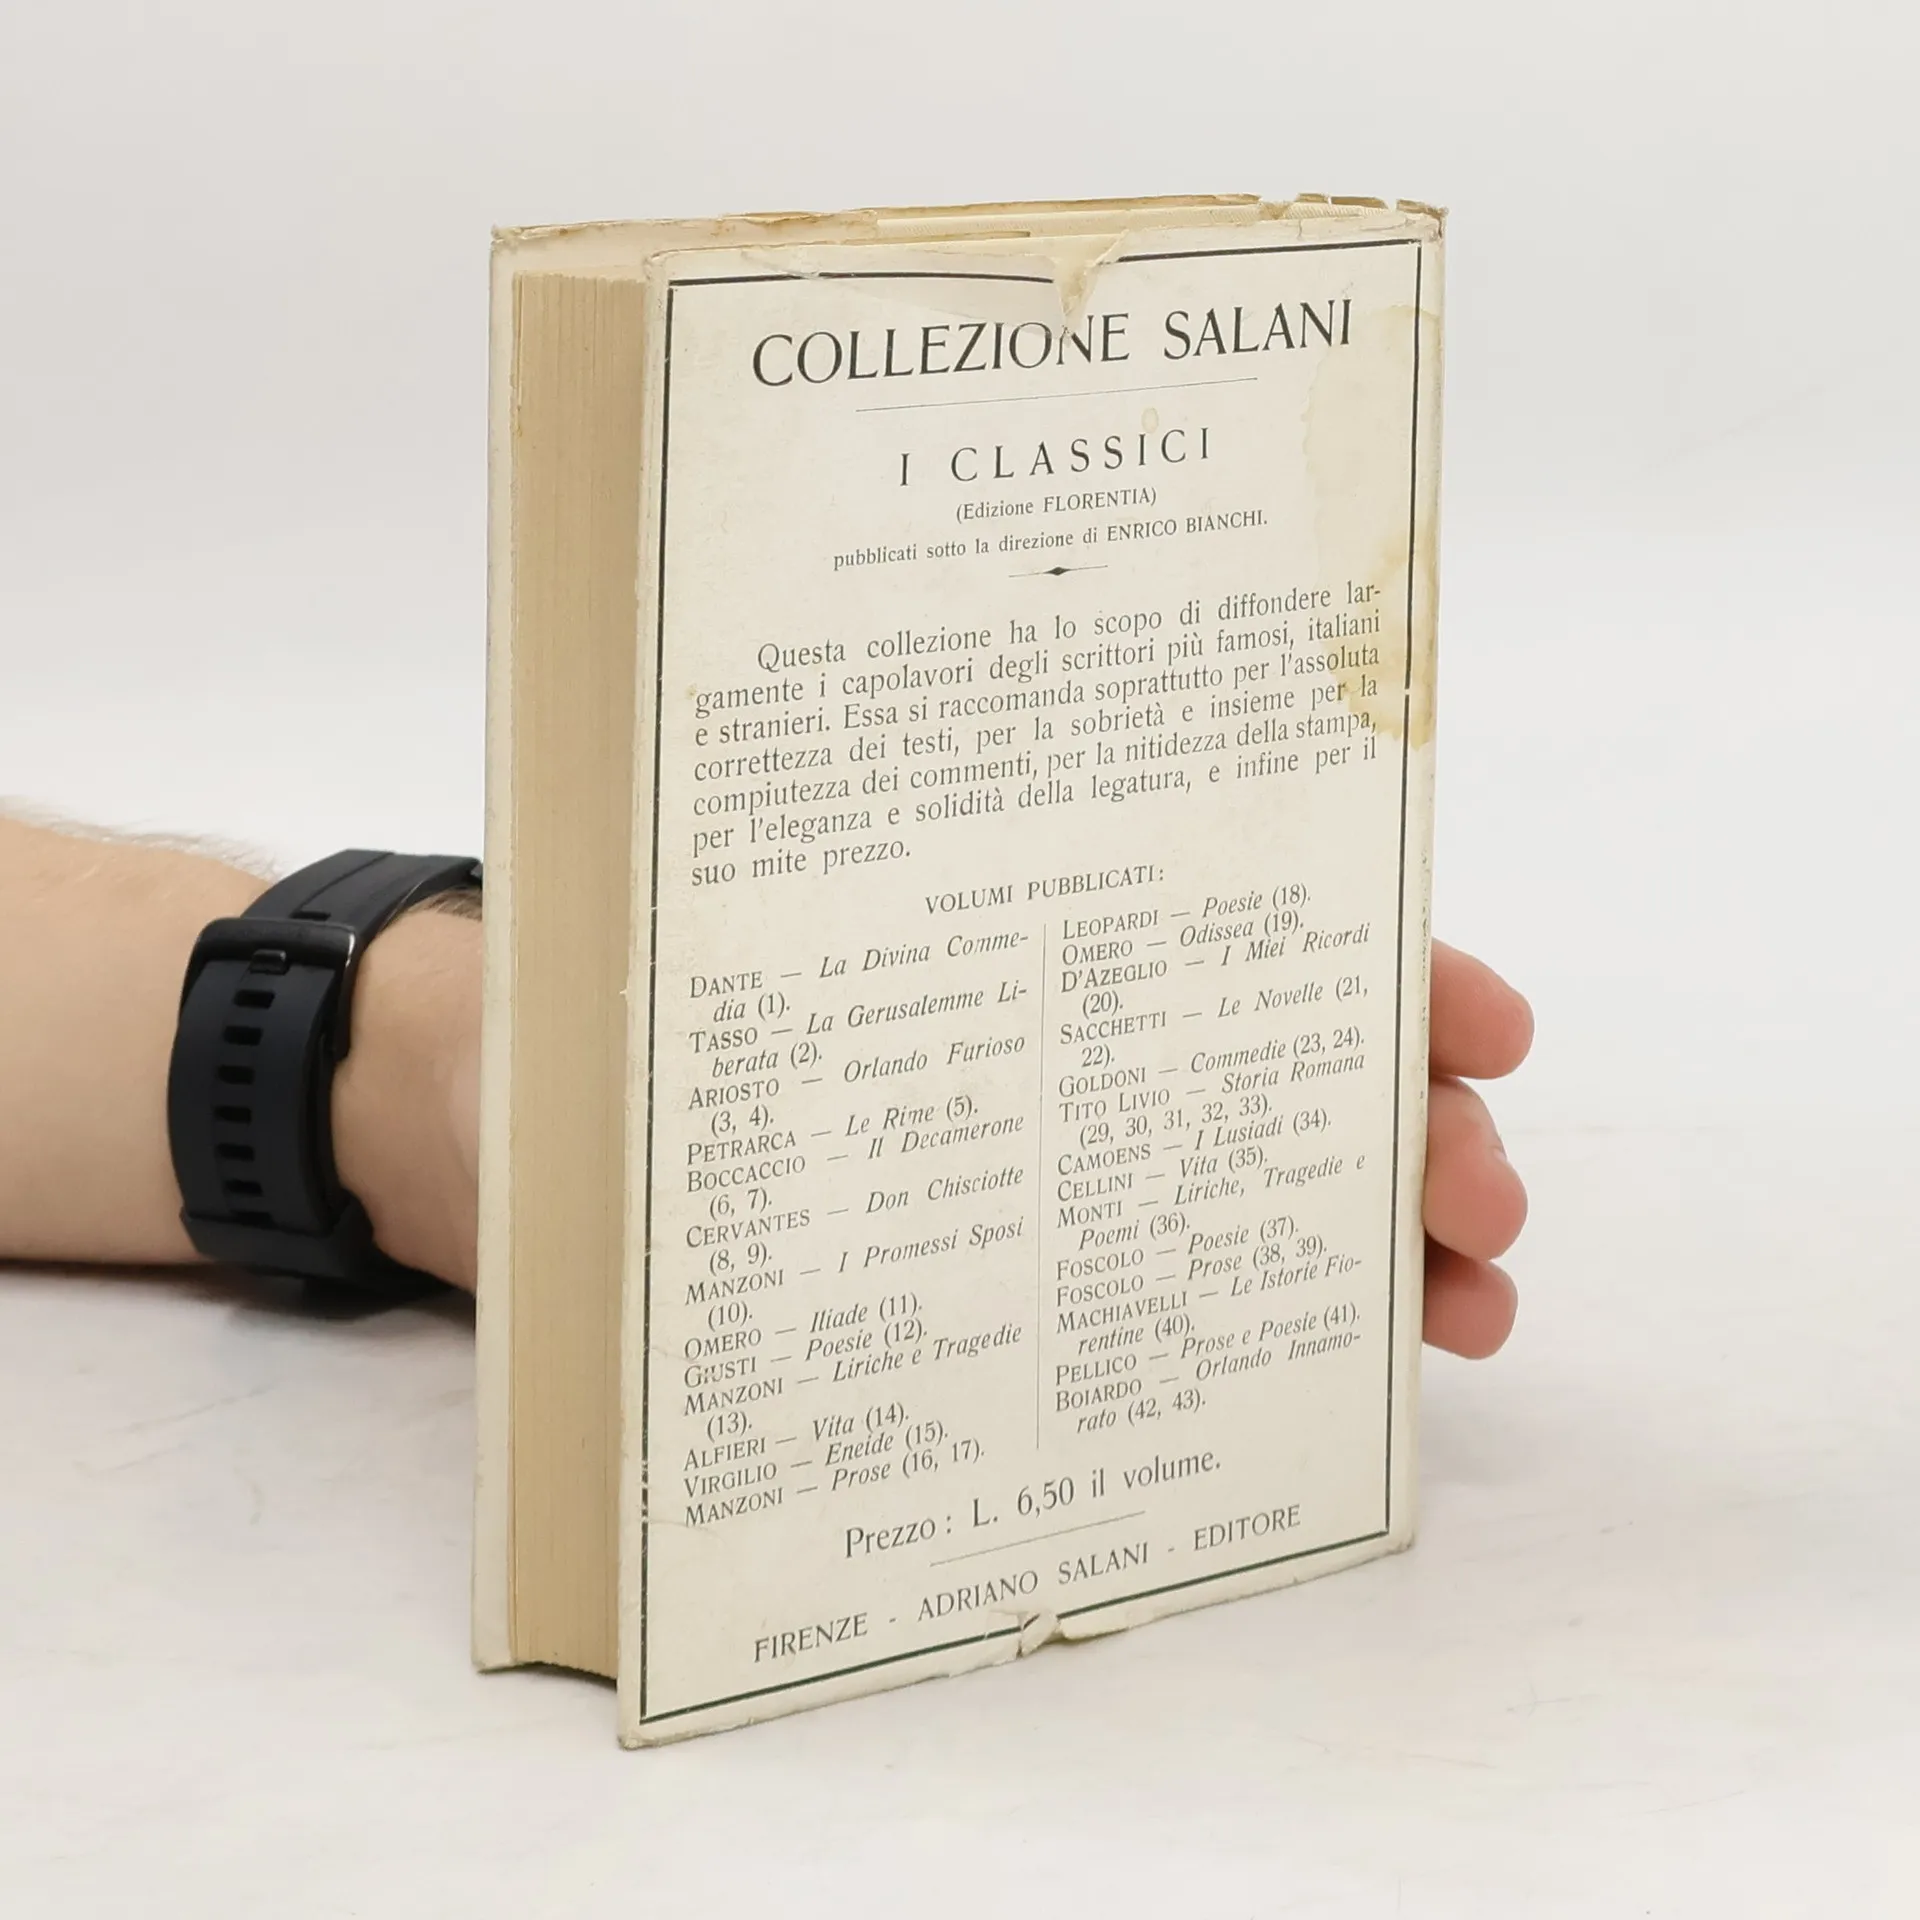 COLLEZIONE SALANI
I CLASSICI
(Edizione FLORENTIA)
pubblicati sotto la direzione di ENRICO BIANCHI.
Questa collezione ha lo scopo di diffondere lar-
gamente i capolavori degli scrittori più famosi, italiani
e stranieri. Essa si raccomanda soprattutto per l'assoluta
correttezza dei testi, per la sobrietà e insieme per la
compiutezza dei commenti, per la nitidezza della stampa,
per l'eleganza e solidità della legatura, e infine per il
suo mite prezzo.
VOLUMI PUBBLICATI:
DANTE — La Divina Comme-
dia (1).
TASSO — La Gerusalemme Li-
berata (2).
ARIOSTO — Orlando Furioso
(3, 4).
PETRARCA — Le Rime (5).
BOCCACCIO — Il Decamerone
(6, 7).
CERVANTES — Don Chisciotte
(8, 9).
MANZONI — I Promessi Sposi
(10).
OMERO — Iliade (11).
GIUSTI — Poesie (12).
MANZONI — Liriche e Tragedie
(13).
ALFIERI — Vita (14).
VIRGILIO — Eneide (15).
MANZONI — Prose (16, 17).
LEOPARDI — Poesie (18).
OMERO — Odissea (19).
D'AZEGLIO — I Miei Ricordi
(20).
SACCHETTI — Le Novelle (21,
22).
GOLDONI — Commedie (23, 24).
TITO LIVIO — Storia Romana
(29, 30, 31, 32, 33).
CAMOENS — I Lusiadi (34).
CELLINI — Vita (35).
MONTI — Liriche, Tragedie e
Poemi (36).
FOSCOLO — Poesie (37).
FOSCOLO — Prose (38, 39).
MACHIAVELLI — Le Istorie Fio-
rentine (40).
PELLICO — Prose e Poesie (41).
BOIARDO — Orlando Innamo-
rato (42, 43).
Prezzo: L. 6,50 il volume.
FIRENZE - ADRIANO SALANI - EDITORE